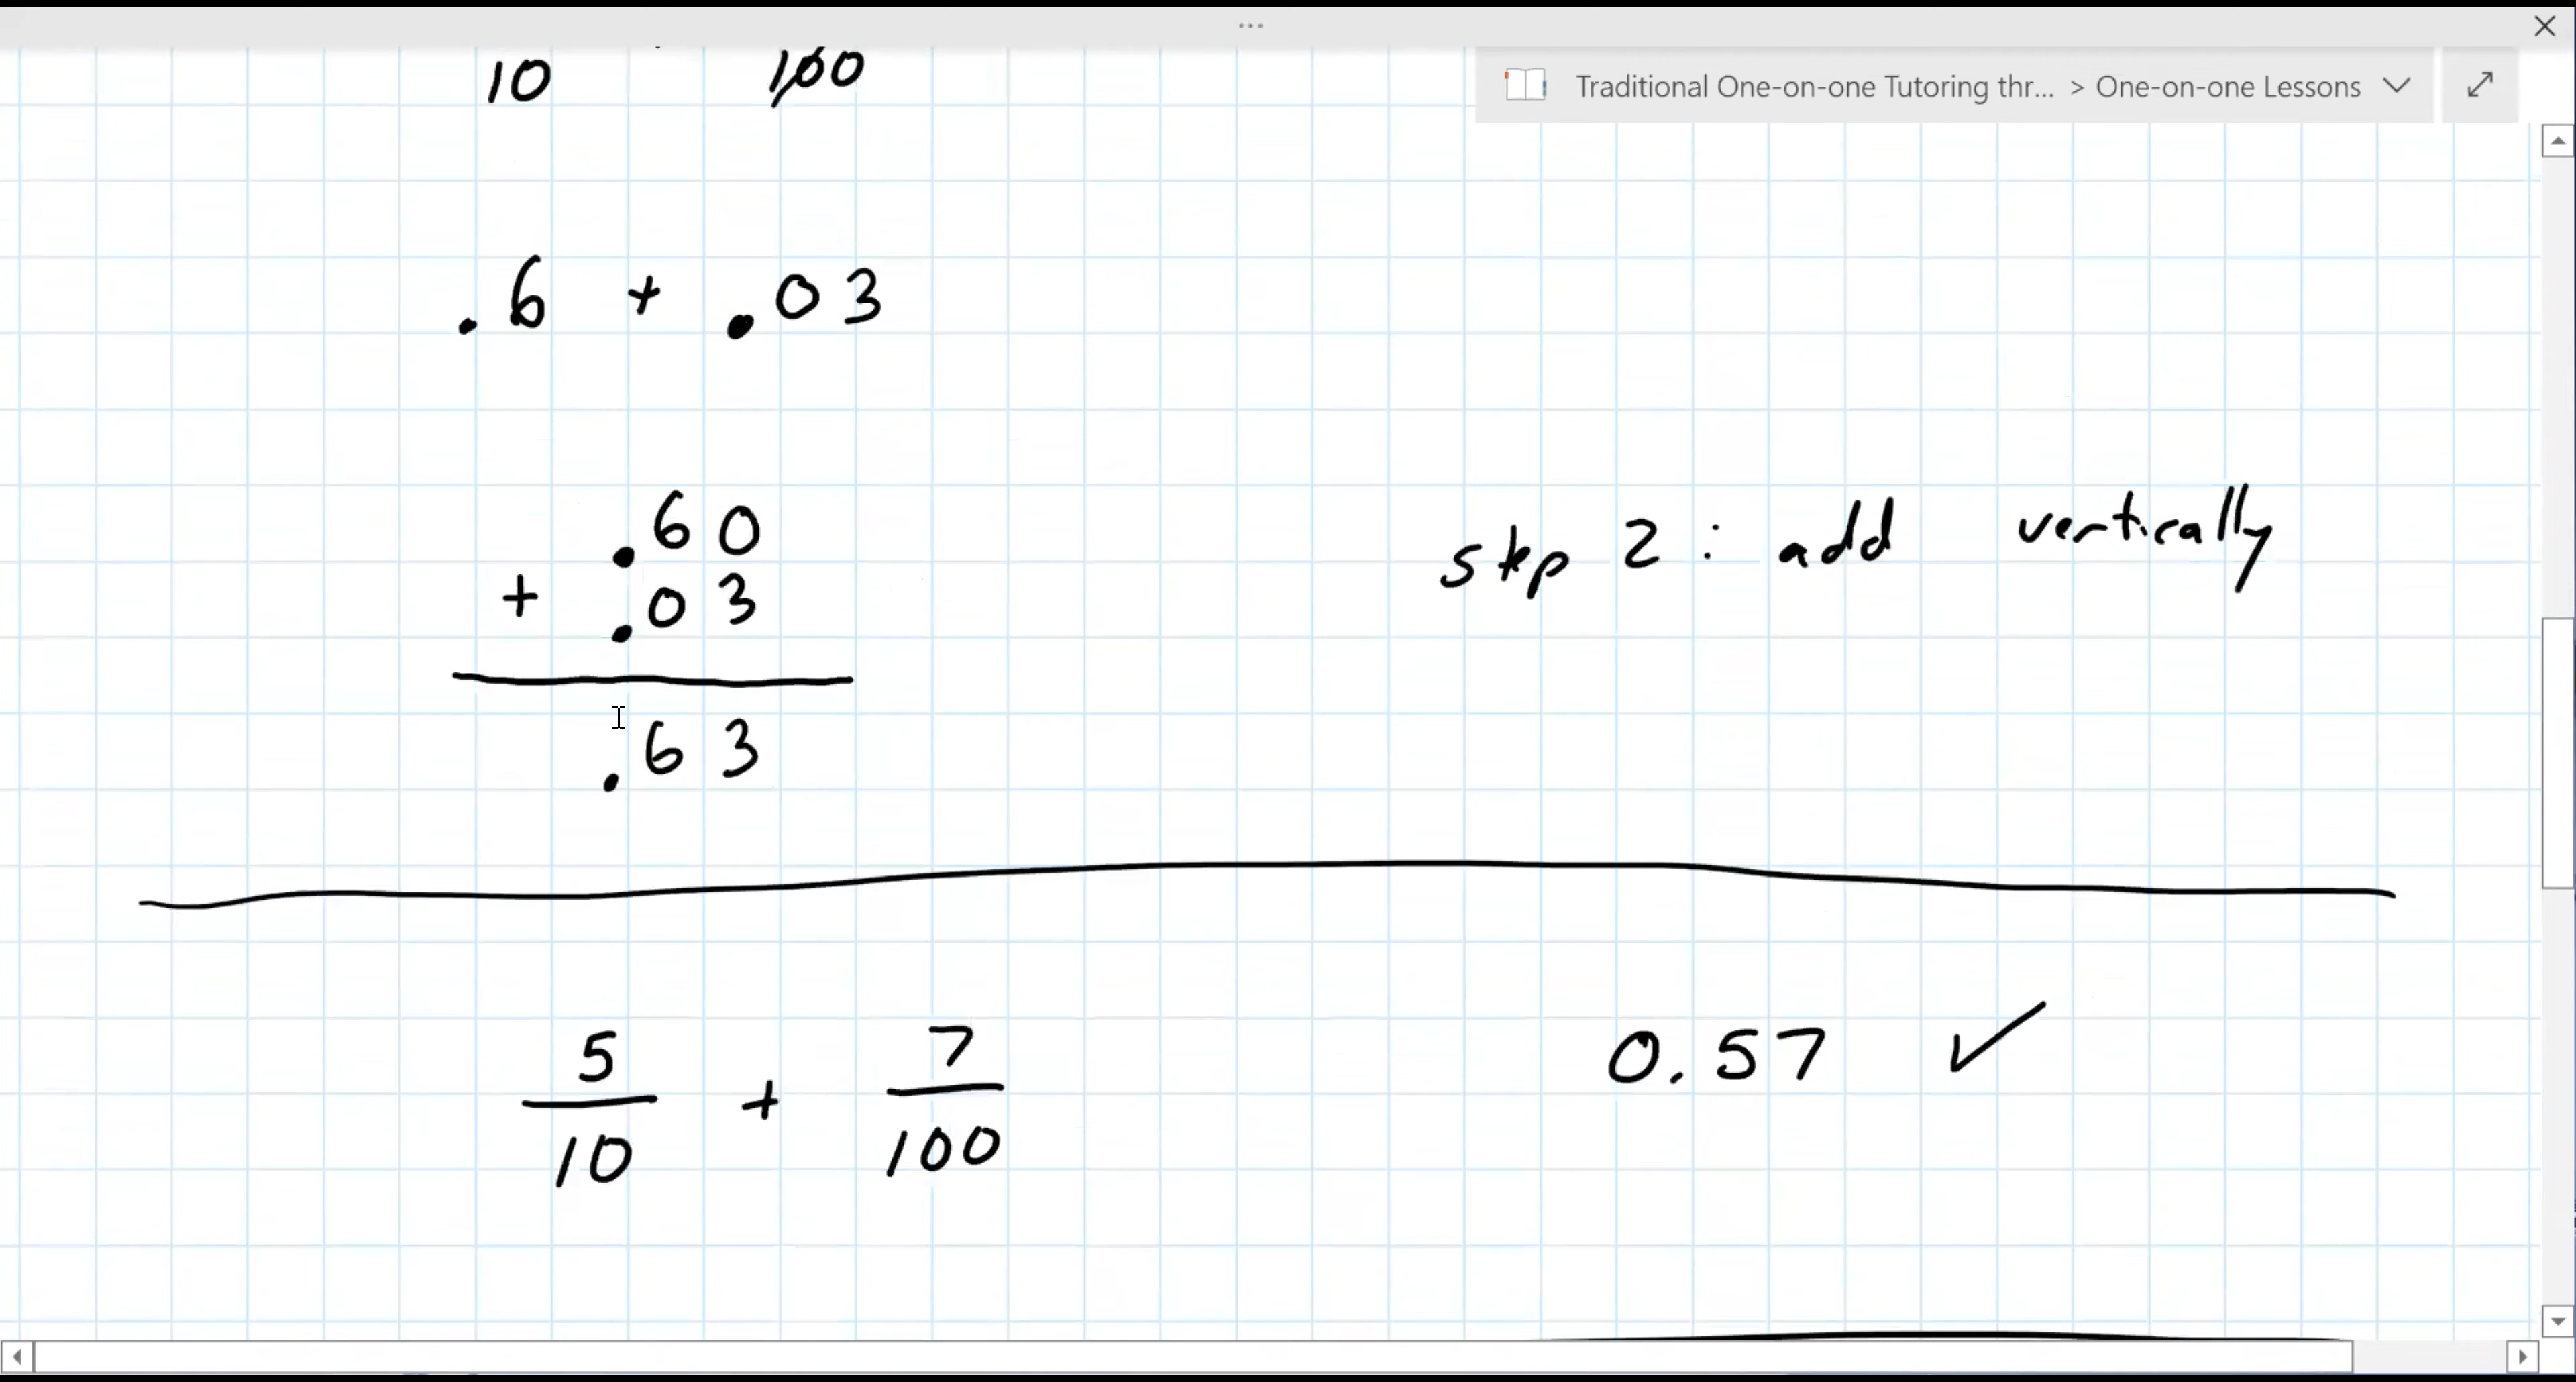 ...
Traditional One-on-one Tutoring thr... > One-on-one Lessons
10 100
.6 + .03
.60
+ .03
.63
step 2 : add vertically
5/10 + 7/100
0.57 ✓